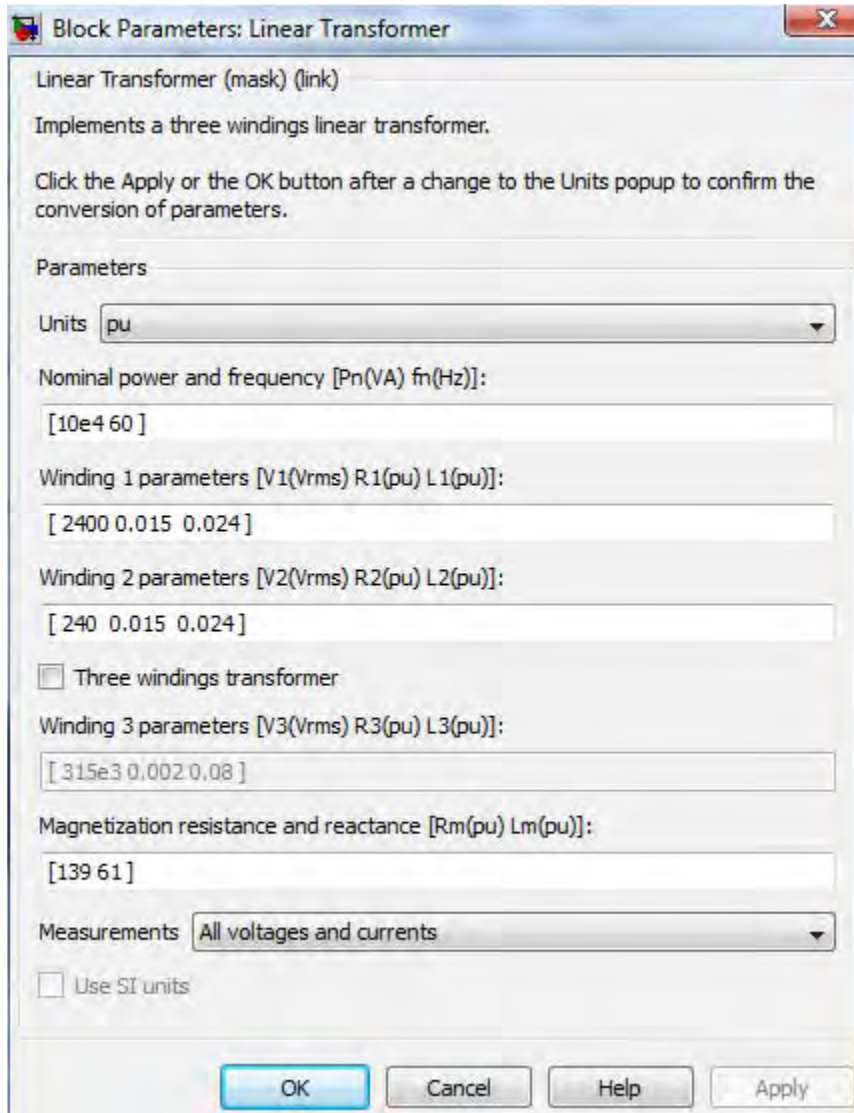 Block Parameters: Linear Transformer
Linear Transformer (mask) (link)
Implements a three windings linear transformer.
Click the Apply or the OK button after a change to the Units popup to confirm the
conversion of parameters.
Parameters
Units pu
Nominal power and frequency [Pn(VA) fn(Hz)]:
[10e4 60 ]
Winding 1 parameters [V1(Vrms) R1(pu) L1(pu)]:
[ 2400 0.015  0.024 ]
Winding 2 parameters [V2(Vrms) R2(pu) L2(pu)]:
[ 240  0.015  0.024 ]
Three windings transformer
Winding 3 parameters [V3(Vrms) R3(pu) L3(pu)]:
[ 315e3 0.002 0.08 ]
Magnetization resistance and reactance [Rm(pu) Lm(pu)]:
[139 61]
Measurements All voltages and currents
Use SI units
OK Cancel Help Apply